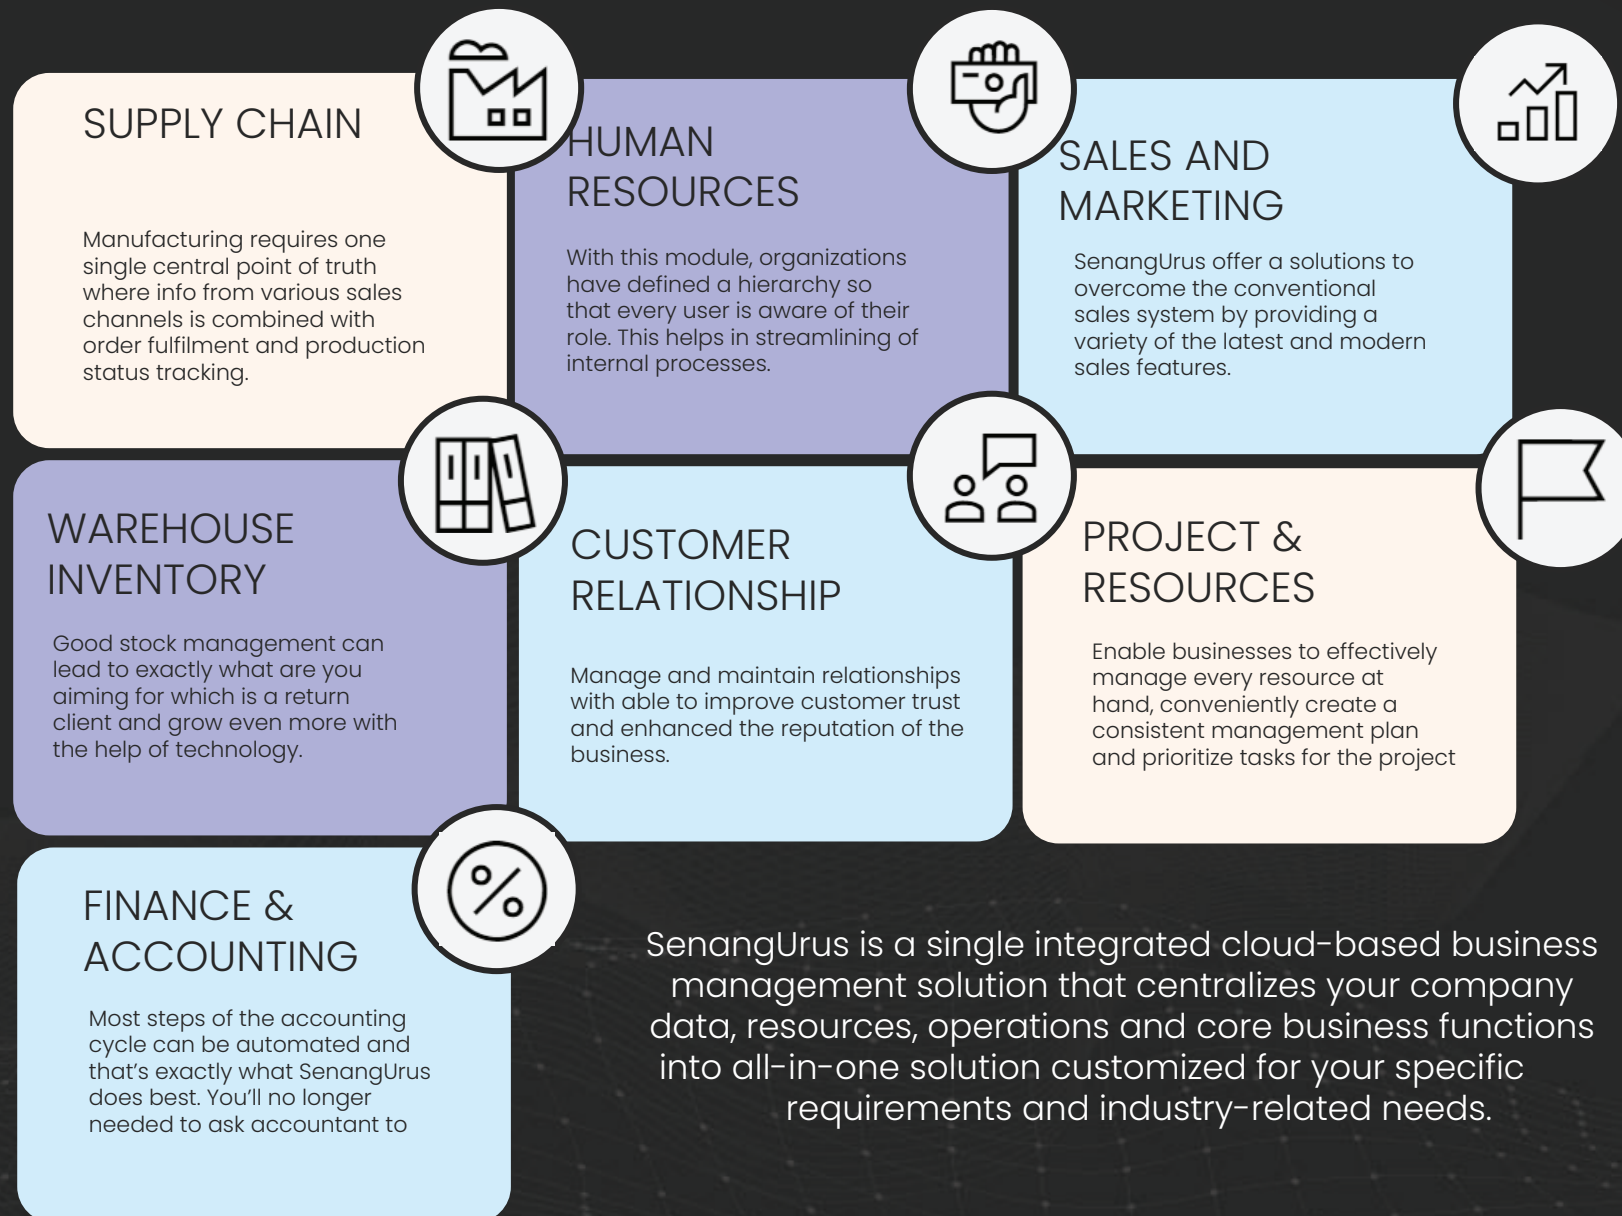 SUPPLY CHAIN
Manufacturing requires one
single central point of truth
where info from various sales
channels is combined with
order fulfilment and production
status tracking.
HUMAN
RESOURCES
With this module, organizations
have defined a hierarchy so
that every user is aware of their
role. This helps in streamlining of
internal processes.
SALES AND
MARKETING
SenangUrus offer a solutions to
overcome the conventional
sales system by providing a
variety of the latest and modern
sales features.
WAREHOUSE
INVENTORY
Good stock management can
lead to exactly what are you
aiming for which is a return
client and grow even more with
the help of technology.
CUSTOMER
RELATIONSHIP
Manage and maintain relationships
with able to improve customer trust
and enhanced the reputation of the
business.
PROJECT &
RESOURCES
Enable businesses to effectively
manage every resource at
hand, conveniently create a
consistent management plan
and prioritize tasks for the project
FINANCE &
ACCOUNTING
Most steps of the accounting
cycle can be automated and
that's exactly what SenangUrus
does best. You'll no longer
needed to ask accountant to
SenangUrus is a single integrated cloud-based business
management solution that centralizes your company
data, resources, operations and core business functions
into all-in-one solution customized for your specific
requirements and industry-related needs.